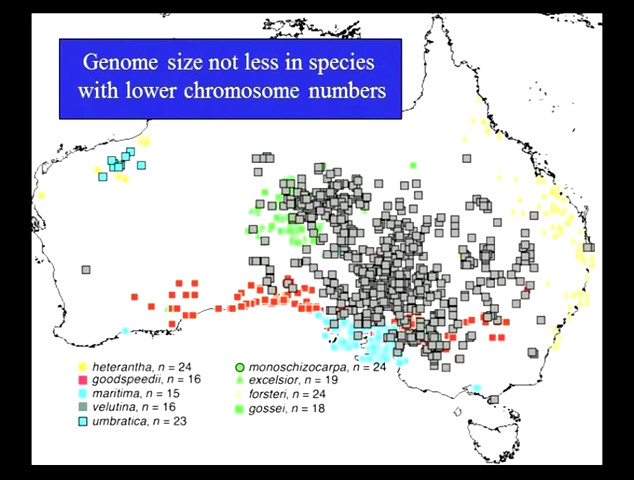 Genome size not less in species
with lower chromosome numbers
heterantha, n = 24
goodspeedii, n = 16
maritima, n = 15
velutina, n = 16
umbratica, n = 23
monoschizocarpa, n = 24
excelsior, n = 19
forsteri, n = 24
gossei, n = 18